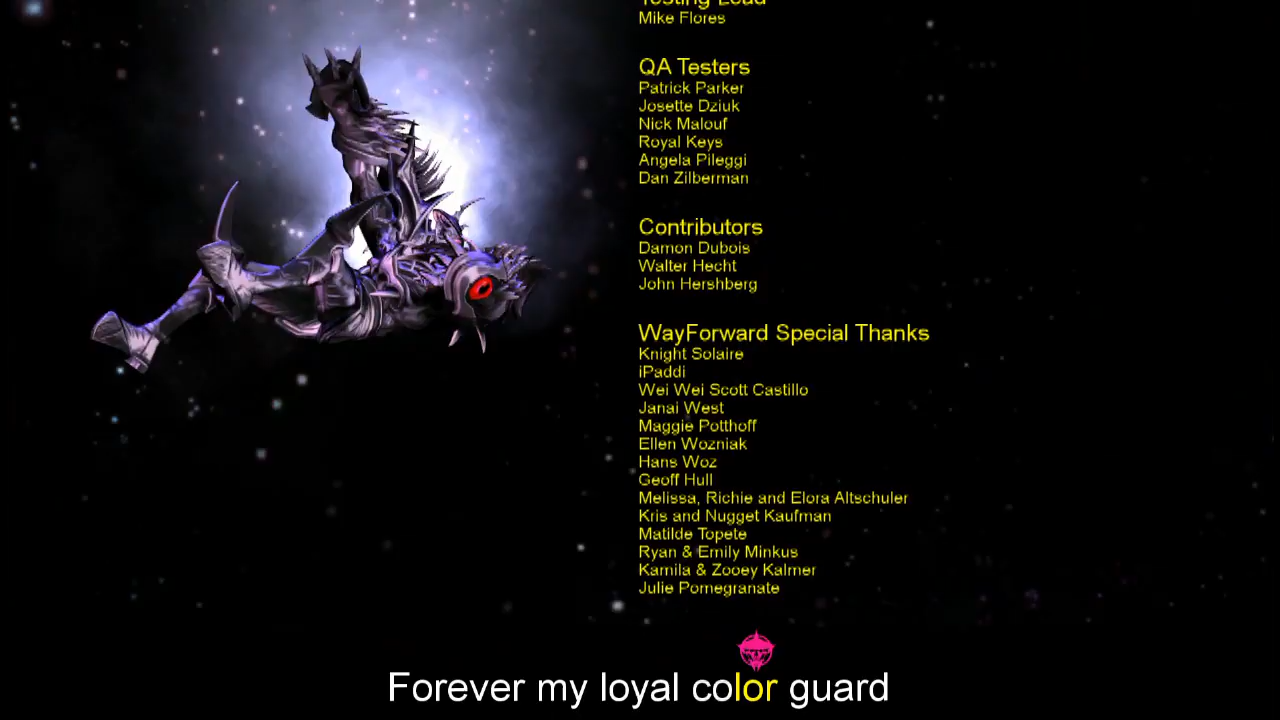 Testing Lead
Mike Flores
QA Testers
Patrick Parker
Josette Dziuk
Nick Malouf
Royal Keys
Angela Pileggi
Dan Zilberman
Contributors
Damon Dubois
Walter Hecht
John Hershberg
WayForward Special Thanks
Knight Solaire
iPaddi
Wei Wei Scott Castillo
Janai West
Maggie Potthoff
Ellen Wozniak
Hans Woz
Geoff Hull
Melissa, Richie and Elora Altschuler
Kris and Nugget Kaufman
Matilde Topete
Ryan & Emily Minkus
Kamila & Zooey Kalmer
Julie Pomegranate
Forever my loyal color guard